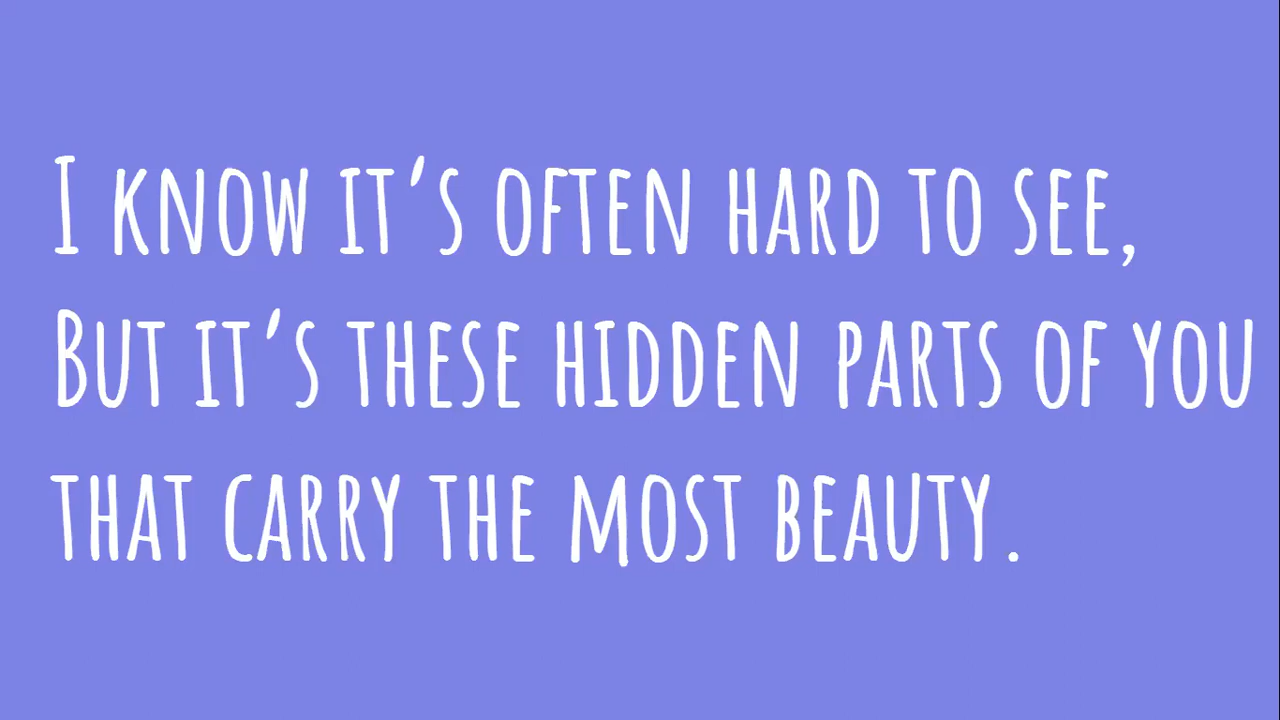 I know it's often hard to see,
But it's these hidden parts of you
that carry the most beauty.